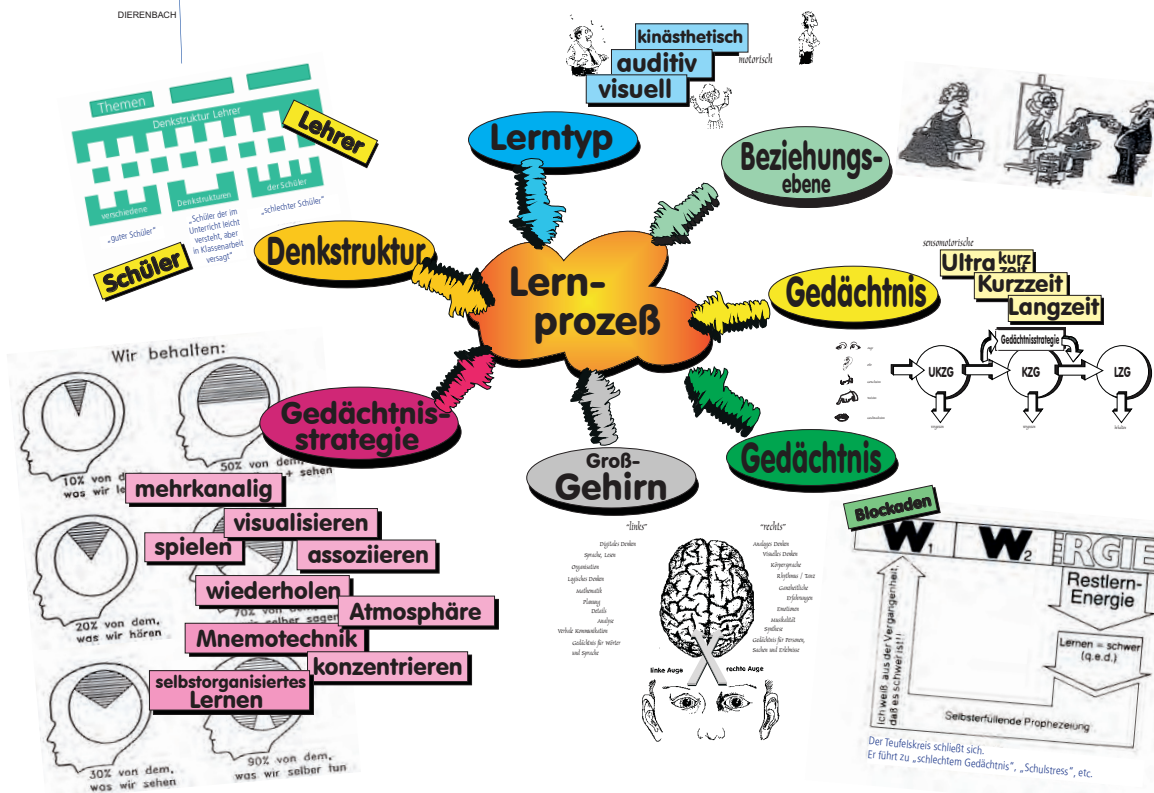 DIERENBACH
kinästhetisch
auditiv
motorisch
visuell
Themen
Denkstruktur Lehrer
Lehrer
verschiedene
Denkstrukturen
der Schüler
„guter Schüler"
„Schüler der im
Unterricht leicht
versteht, aber
in Klassenarbeit
versagt"
„schlechter Schüler"
Schüler
Lerntyp
Beziehungs-
ebene
Denkstruktur
Lern-
prozeß
Gedächtnis
sensomotorische
Ultra kurz
zeit
Kurzzeit
Langzeit
Gedächtnisstrategie
UKZG
KZG
LZG
Gedächtnis-
strategie
Groß-
Gehirn
Gedächtnis
Wir behalten:
10% von
was wir
50% von dem,
+ sehen
20% von dem,
was wir hören
70% von
selber sagen
30% von dem,
was wir sehen
90% von dem,
was wir selber tun
mehrkanalig
visualisieren
spielen
assoziieren
wiederholen
Atmosphäre
Mnemotechnik
konzentrieren
selbstorganisiertes
Lernen
"links"
Digitales Denken
Sprache, Lesen
Organisation
Logisches Denken
Mathematik
Planung
Details
Analyse
Verbale Kommunikation
Gedächtnis für Wörter
und Sprache
"rechts"
Analoges Denken
Visuelles Denken
Körpersprache
Rhythmus / Tanz
Ganzheitliche
Erfahrungen
Emotionen
Musikalität
Synthese
Gedächtnis für Personen,
Sachen und Erlebnisse
linke Auge
rechte Auge
Blockaden
W1
W2
ERGIE
Restlern-
Energie
Lernen = schwer
(q.e.d.)
Ich weiß aus der Vergangenheit,
daß es schwer ist!!
Selbsterfüllende Prophezeiung
Der Teufelskreis schließt sich.
Er führt zu „schlechtem Gedächtnis", „Schulstress", etc.